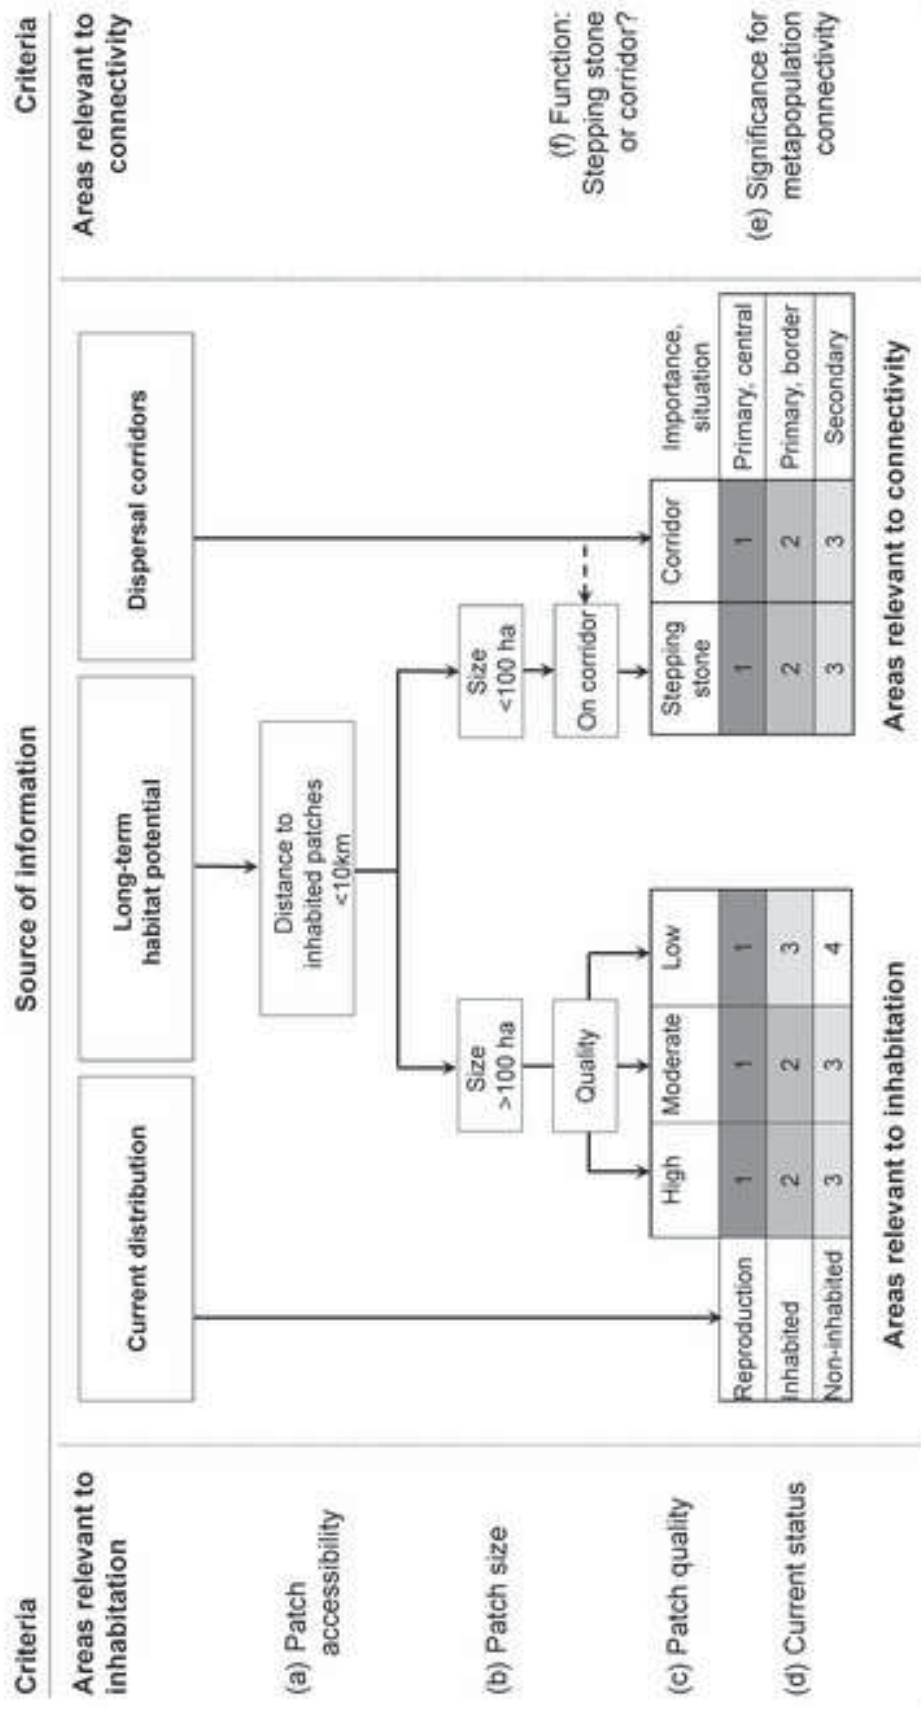 Criteria
Source of information
Criteria
Areas relevant to
inhabitation
Current distribution
Long-term
habitat potential
Dispersal corridors
Areas relevant to
connectivity
(a) Patch
accessibility
Distance to
inhabited patches
<10km
(b) Patch size
Size
>100 ha
Size
<100 ha
Quality
On corridor
(f) Function:
Stepping stone
or corridor?
(c) Patch quality
High
Moderate
Low
Stepping
stone
Corridor
Importance,
situation
(d) Current status
Reproduction 1 1 1
Inhabited 2 2 3
Non-inhabited 3 3 4
1 1 Primary, central
2 2 Primary, border
3 3 Secondary
(e) Significance for
metapopulation
connectivity
Areas relevant to inhabitation
Areas relevant to connectivity